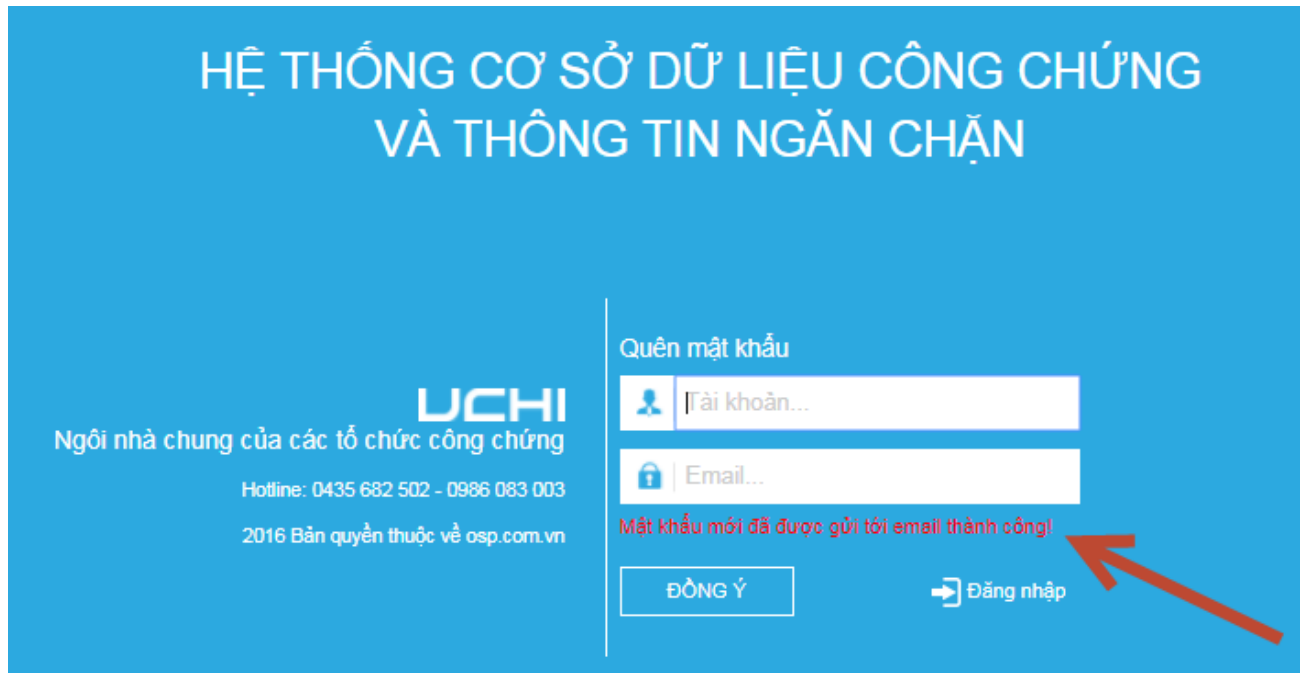 HỆ THỐNG CƠ SỞ DỮ LIỆU CÔNG CHỨNG
VÀ THÔNG TIN NGĂN CHẶN
UCHI
Ngôi nhà chung của các tổ chức công chứng
Hotline: 0435 682 502 - 0986 083 003
2016 Bản quyền thuộc về osp.com.vn
Quên mật khẩu
Tài khoản...
Email...
Mật khẩu mới đã được gửi tới email thành công!
ĐỒNG Ý
Đăng nhập